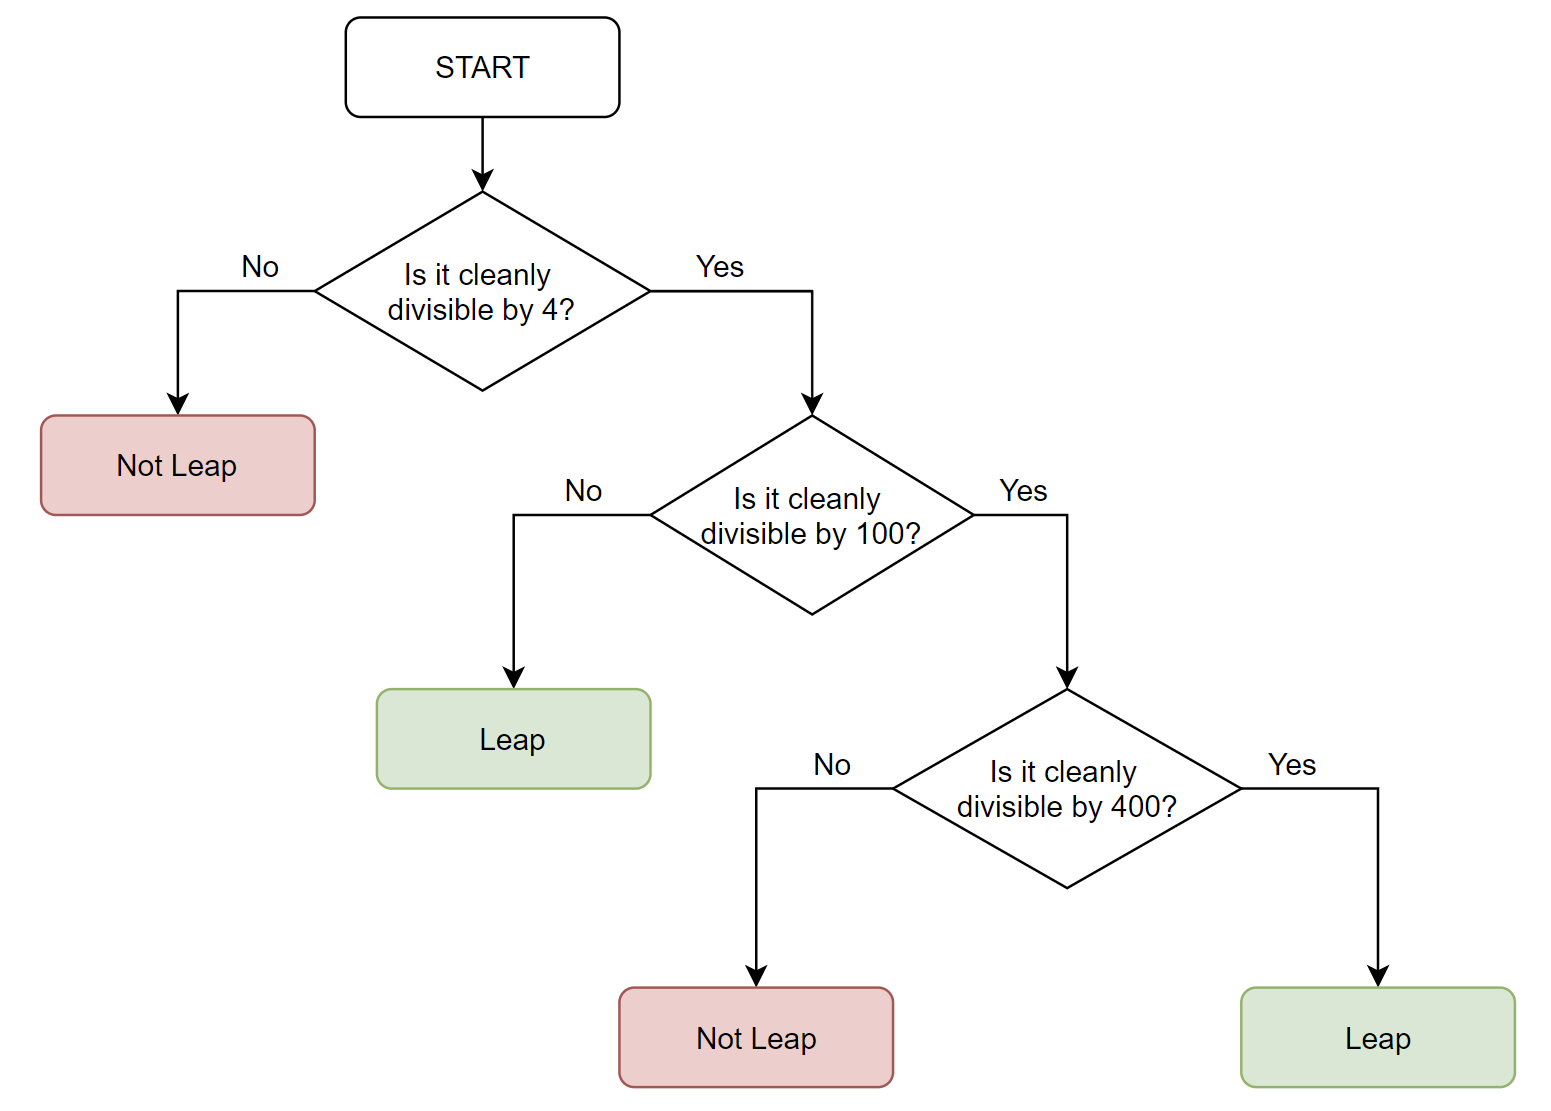 START
No
Yes
Is it cleanly
divisible by 4?
Not Leap
No
Yes
Is it cleanly
divisible by 100?
Leap
No
Yes
Is it cleanly
divisible by 400?
Not Leap
Leap